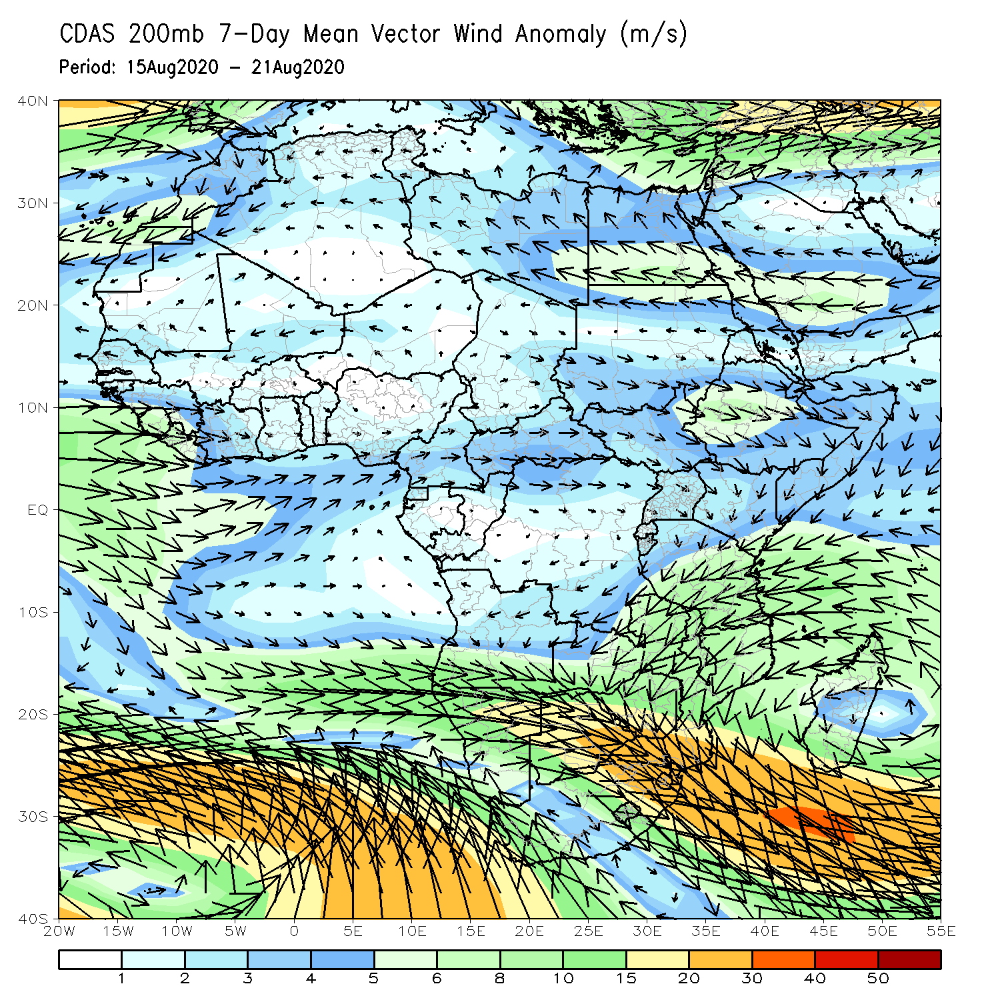 CDAS 200mb 7-Day Mean Vector Wind Anomaly (m/s)
Period: 15Aug2020 - 21Aug2020
40N
30N
20N
10N
EQ
10S
20S
30S
40S
20W 15W 10W 5W 0 5E 10E 15E 20E 25E 30E 35E 40E 45E 50E 55E
1 2 3 4 5 6 8 10 15 20 30 40 50